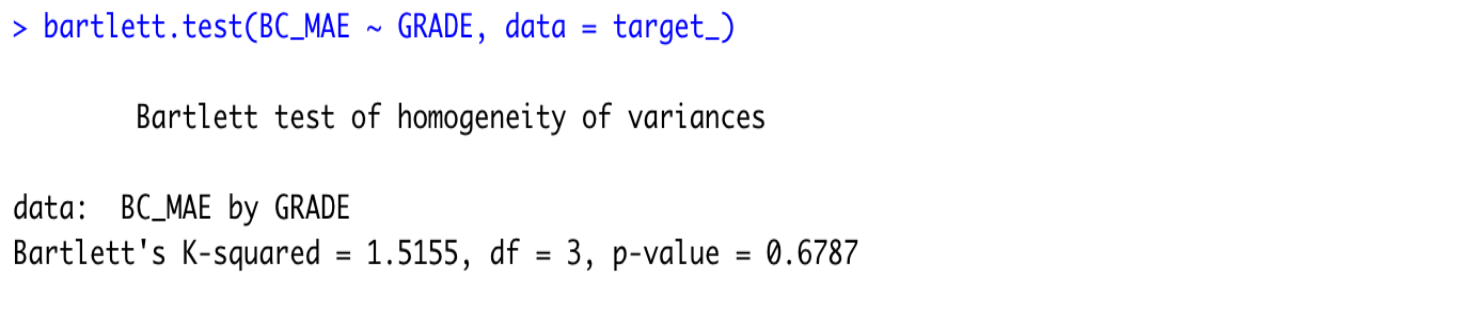 > bartlett.test(BC_MAE ~ GRADE, data = target_)
Bartlett test of homogeneity of variances
data:  BC_MAE by GRADE
Bartlett's K-squared = 1.5155, df = 3, p-value = 0.6787